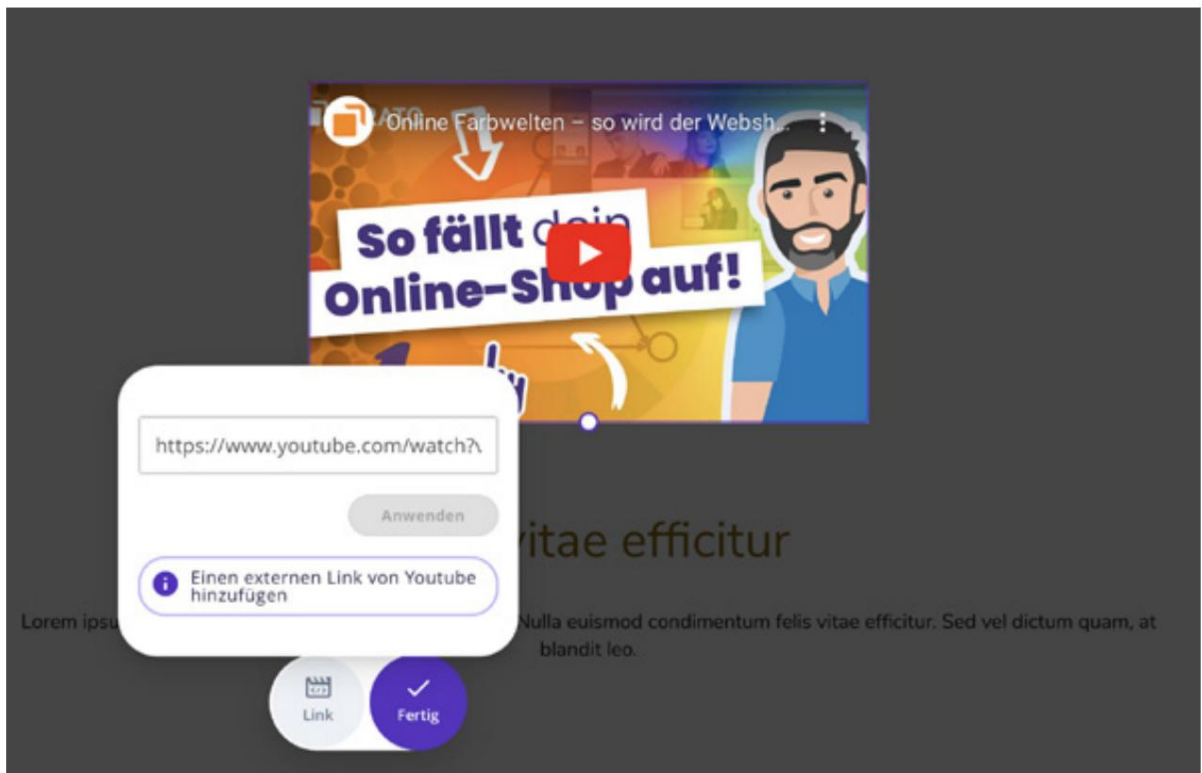 Online Farbwelten – so wird der Websh...
So fällt dein
Online-Shop auf!
https://www.youtube.com/watch?v
Anwenden
Einen externen Link von Youtube
hinzufügen
vitae efficitur
Lorem ipsu
Nulla euismod condimentum felis vitae efficitur. Sed vel dictum quam, at
blandit leo.
Link
Fertig